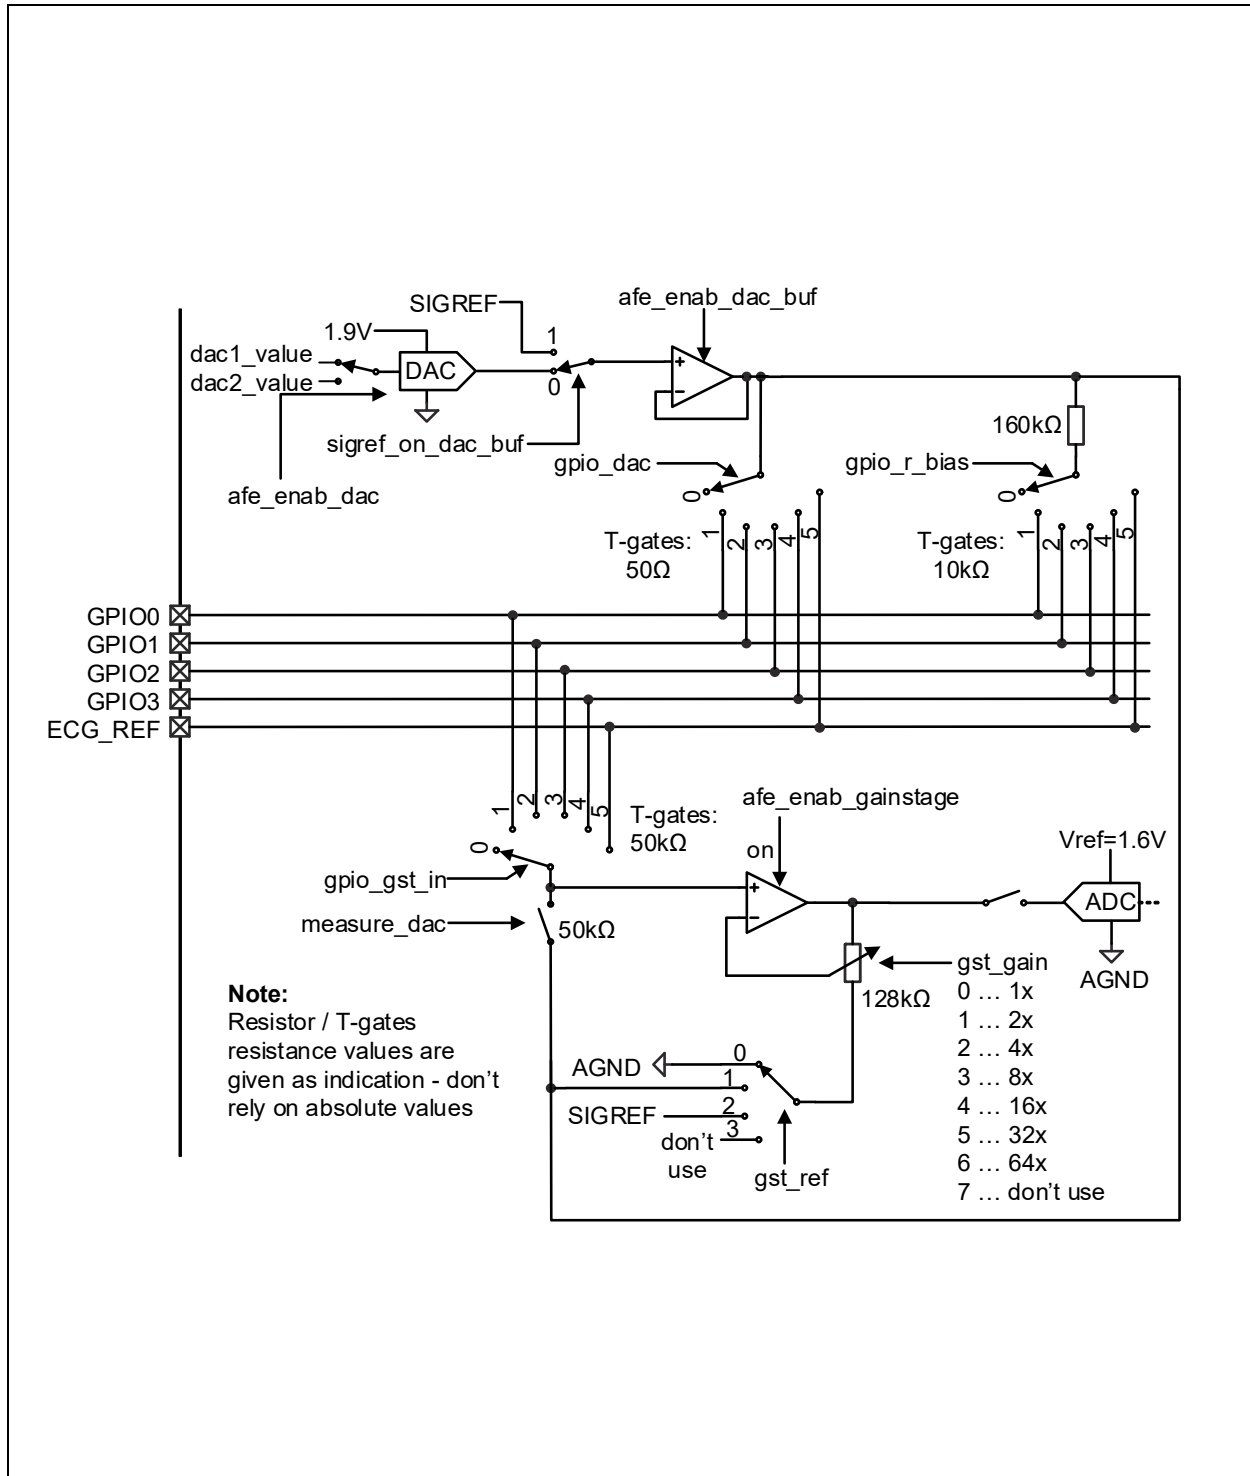 SIGREF
afe_enab_dac_buf
1.9V
1
dac1_value
DAC
dac2_value
0
sigref_on_dac_buf
afe_enab_dac
160kΩ
gpio_dac
gpio_r_bias
0
0
T-gates:
50Ω
1
2
3
4
5
T-gates:
10kΩ
1
2
3
4
5
+
−
GPIO0
GPIO1
GPIO2
GPIO3
ECG_REF
1
2
3
4
5
T-gates:
50kΩ
0
gpio_gst_in
measure_dac
50kΩ
afe_enab_gainstage
on
+
−
Vref=1.6V
ADC
AGND
gst_gain
0 ... 1x
1 ... 2x
2 ... 4x
3 ... 8x
4 ... 16x
5 ... 32x
6 ... 64x
7 ... don't use
128kΩ
Note:
Resistor / T-gates
resistance values are
given as indication - don't
rely on absolute values
AGND
0
1
SIGREF
2
don't
use
3
gst_ref